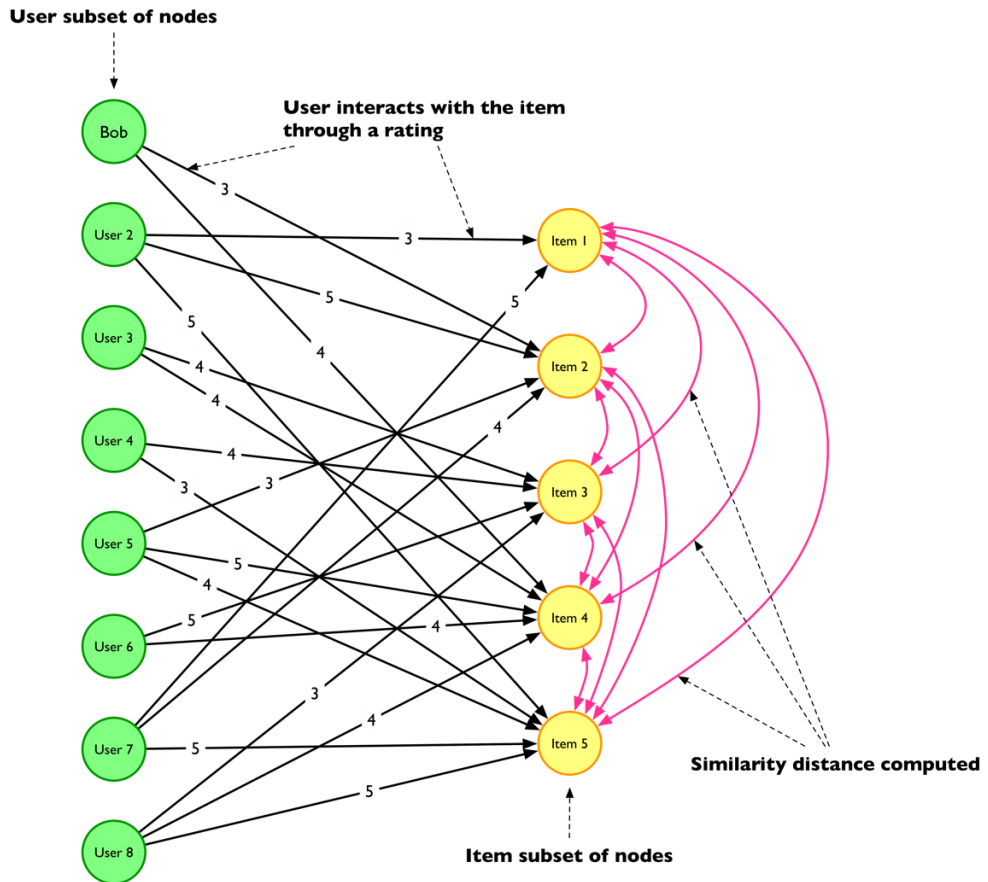 User subset of nodes
User interacts with the item
through a rating
Bob
3
User 2
3
Item 1
5
5
User 3
5
4
4
Item 2
4
User 4
4
4
3
3
Item 3
User 5
5
4
Item 4
User 6
5
4
3
4
User 7
5
Item 5
Similarity distance computed
5
User 8
Item subset of nodes